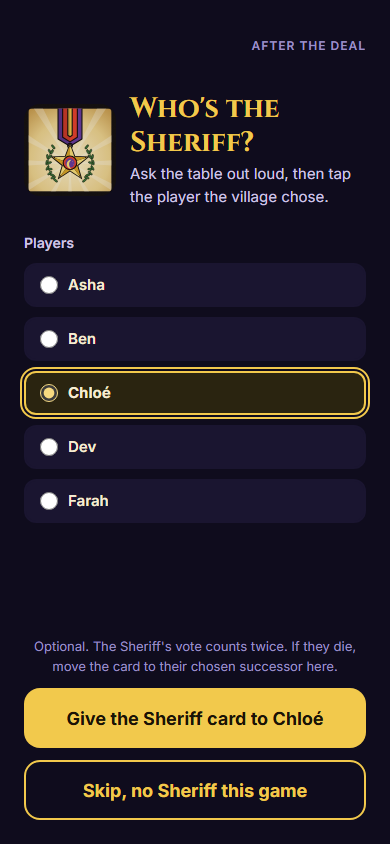 AFTER THE DEAL
WHO'S THE
SHERIFF?
Ask the table out loud, then tap
the player the village chose.
Players
Asha
Ben
Chloé
Dev
Farah
Optional. The Sheriff's vote counts twice. If they die,
move the card to their chosen successor here.
Give the Sheriff card to Chloé
Skip, no Sheriff this game